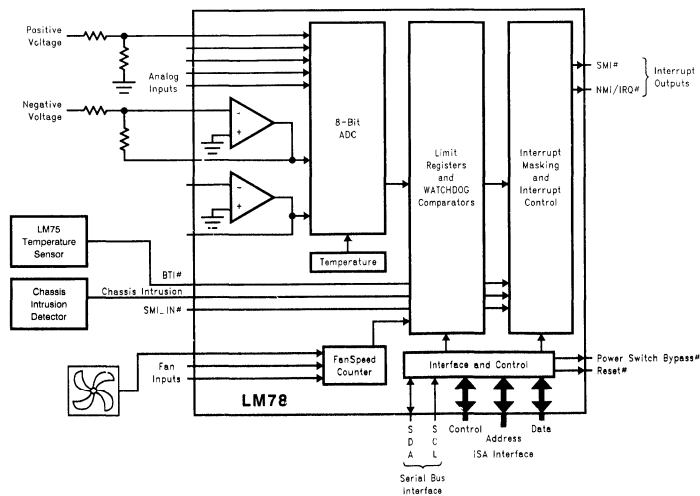 Positive
Voltage
Analog
Inputs
Negative
Voltage
-
+
-
+
8-Bit
ADC
Limit
Registers
and
WATCHDOG
Comparators
Interrupt
Masking
and
Interrupt
Control
SMI#
NMI/IRQ#
Interrupt
Outputs
LM75
Temperature
Sensor
Temperature
BTI#
Chassis
Intrusion
Detector
Chassis Intrusion
SMI_IN#
Fan
Inputs
FanSpeed
Counter
Interface and Control
Power Switch Bypass#
Reset#
LM78
SDA
SCL
Control
Address
Data
iSA Interface
Serial Bus
Interface